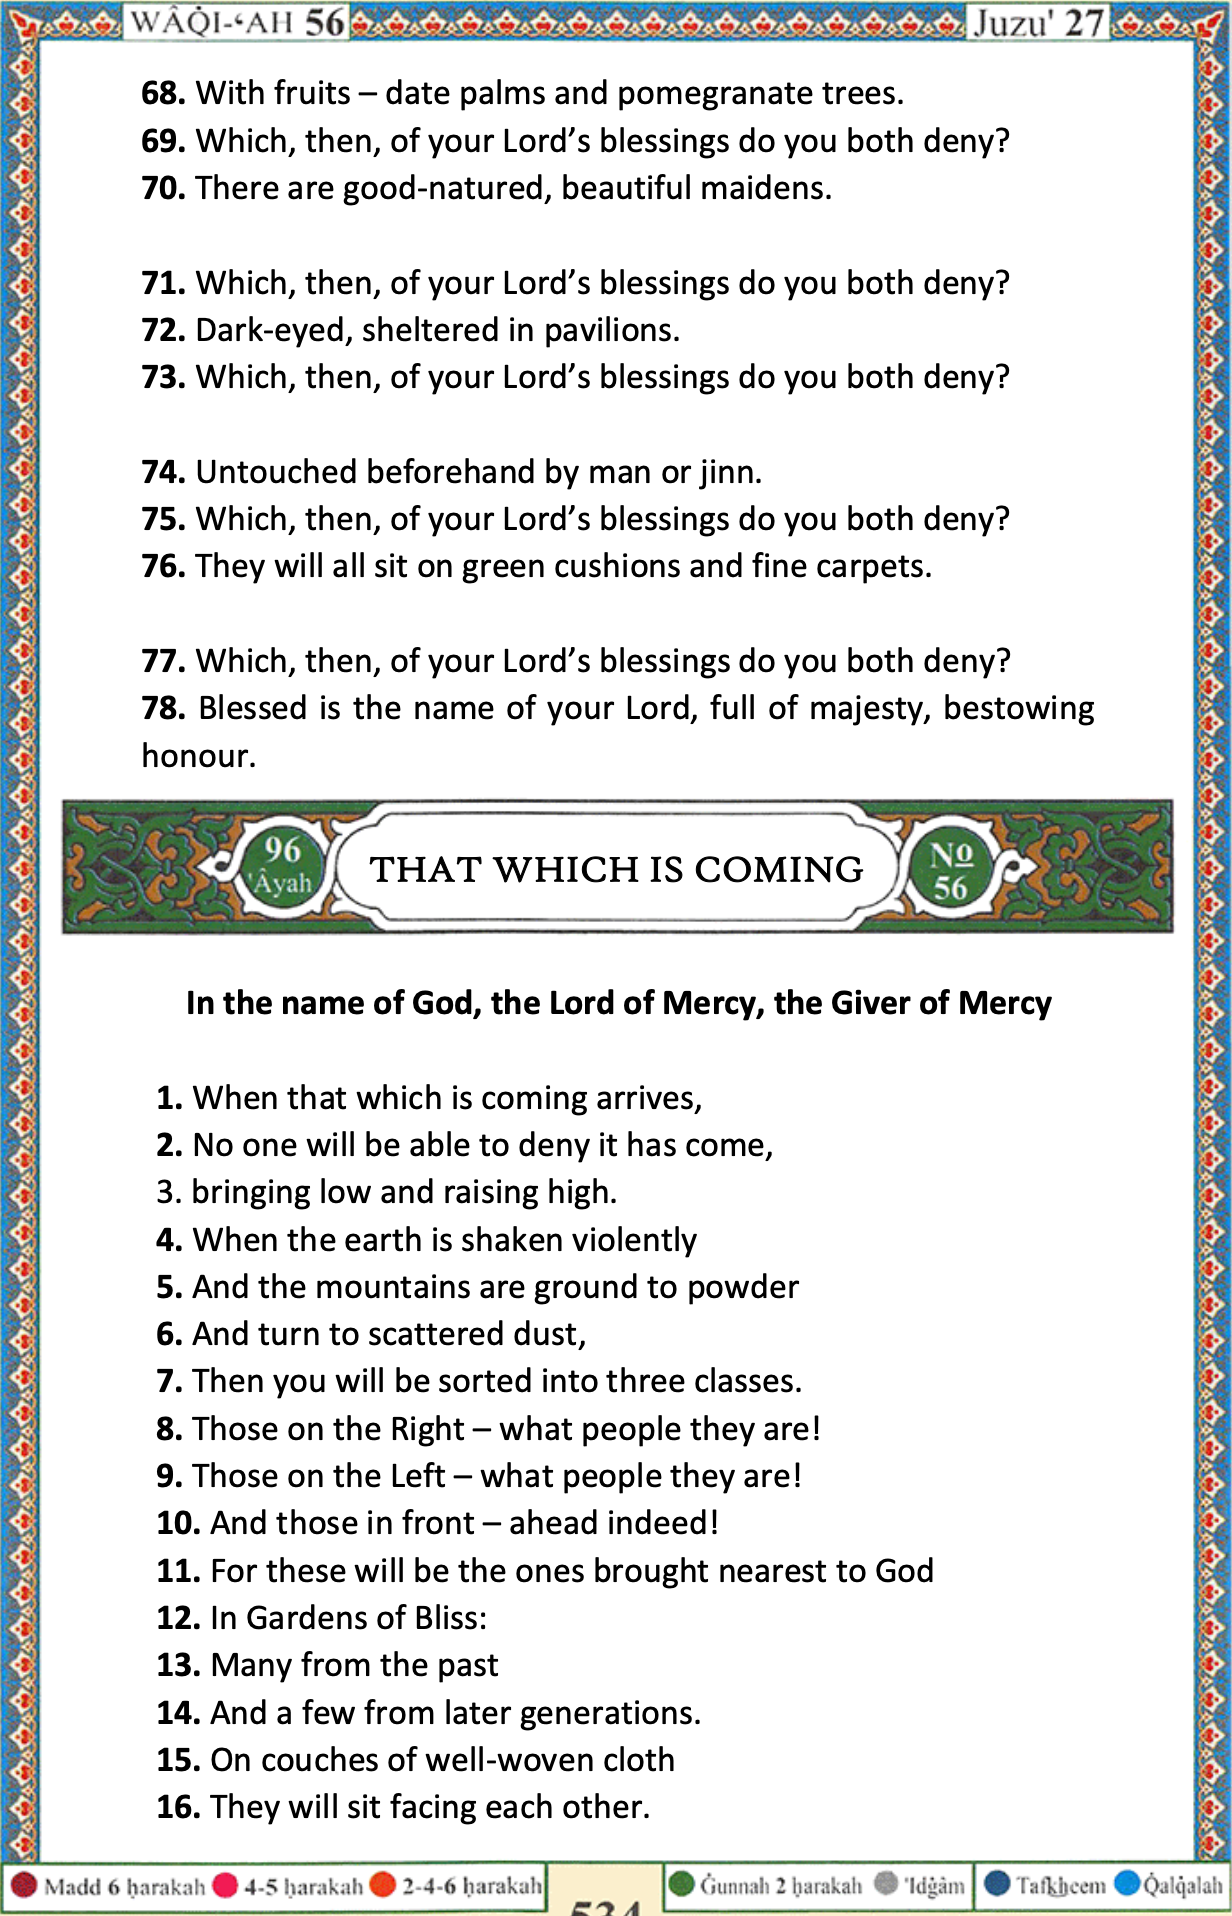 WÂQ̇I-‘AH 56
Juzu' 27
68. With fruits – date palms and pomegranate trees.
69. Which, then, of your Lord’s blessings do you both deny?
70. There are good-natured, beautiful maidens.
71. Which, then, of your Lord’s blessings do you both deny?
72. Dark-eyed, sheltered in pavilions.
73. Which, then, of your Lord’s blessings do you both deny?
74. Untouched beforehand by man or jinn.
75. Which, then, of your Lord’s blessings do you both deny?
76. They will all sit on green cushions and fine carpets.
77. Which, then, of your Lord’s blessings do you both deny?
78. Blessed is the name of your Lord, full of majesty, bestowing
honour.
96
'Âyah
THAT WHICH IS COMING
Nº
56
In the name of God, the Lord of Mercy, the Giver of Mercy
1. When that which is coming arrives,
2. No one will be able to deny it has come,
3. bringing low and raising high.
4. When the earth is shaken violently
5. And the mountains are ground to powder
6. And turn to scattered dust,
7. Then you will be sorted into three classes.
8. Those on the Right – what people they are!
9. Those on the Left – what people they are!
10. And those in front – ahead indeed!
11. For these will be the ones brought nearest to God
12. In Gardens of Bliss:
13. Many from the past
14. And a few from later generations.
15. On couches of well-woven cloth
16. They will sit facing each other.
Madd 6 ḥarakah 4-5 ḥarakah 2-4-6 ḥarakah
534
Ġunnah 2 ḥarakah 'Idġâm
Tafk͟heem Q̇alq̇alah